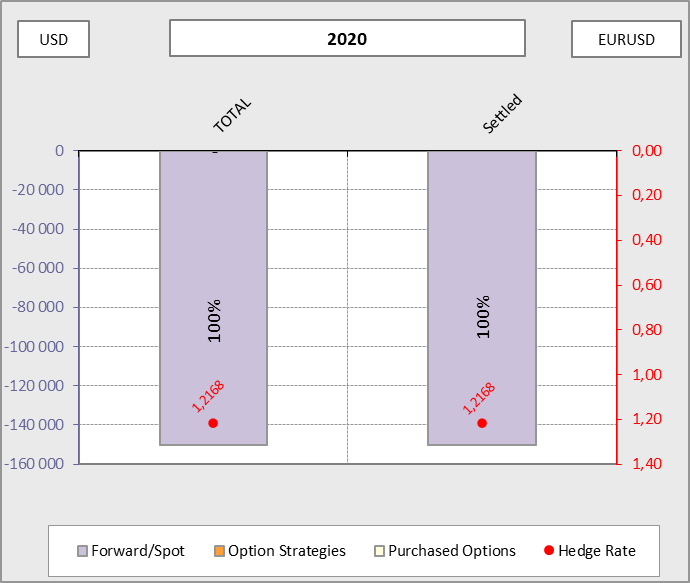 USD
2020
EURUSD
TOTAL
Settled
0
-20 000
-40 000
-60 000
-80 000
-100 000
-120 000
-140 000
-160 000
0,00
0,20
0,40
0,60
0,80
1,00
1,20
1,40
100%
100%
1,2168
1,2168
Forward/Spot
Option Strategies
Purchased Options
Hedge Rate